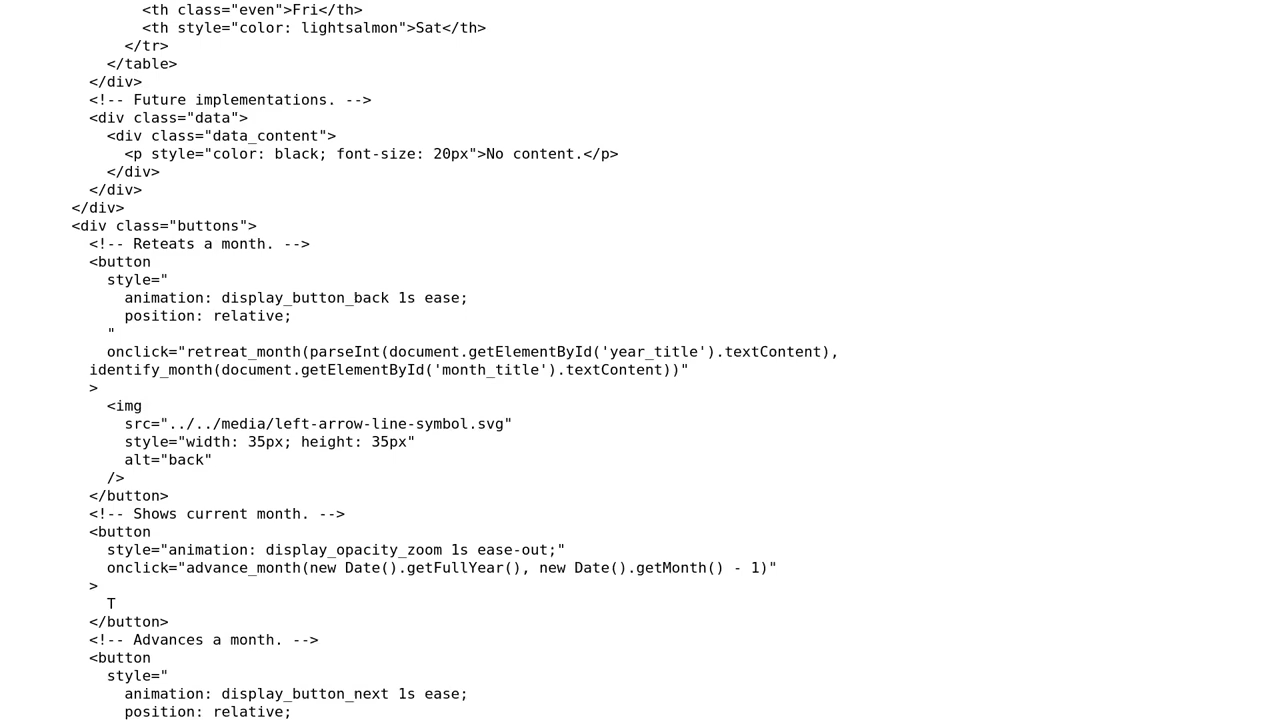 <th class="even">Fri</th>
<th style="color: lightsalmon">Sat</th>
</tr>
</table>
</div>
<!-- Future implementations. -->
<div class="data">
<div class="data_content">
<p style="color: black; font-size: 20px">No content.</p>
</div>
</div>
</div>
<div class="buttons">
<!-- Reteats a month. -->
<button
style="
animation: display_button_back 1s ease;
position: relative;
"
onclick="retreat_month(parseInt(document.getElementById('year_title').textContent),
identify_month(document.getElementById('month_title').textContent))"
>
<img
src="../../media/left-arrow-line-symbol.svg"
style="width: 35px; height: 35px"
alt="back"
/>
</button>
<!-- Shows current month. -->
<button
style="animation: display_opacity_zoom 1s ease-out;"
onclick="advance_month(new Date().getFullYear(), new Date().getMonth() - 1)"
>
T
</button>
<!-- Advances a month. -->
<button
style="
animation: display_button_next 1s ease;
position: relative;